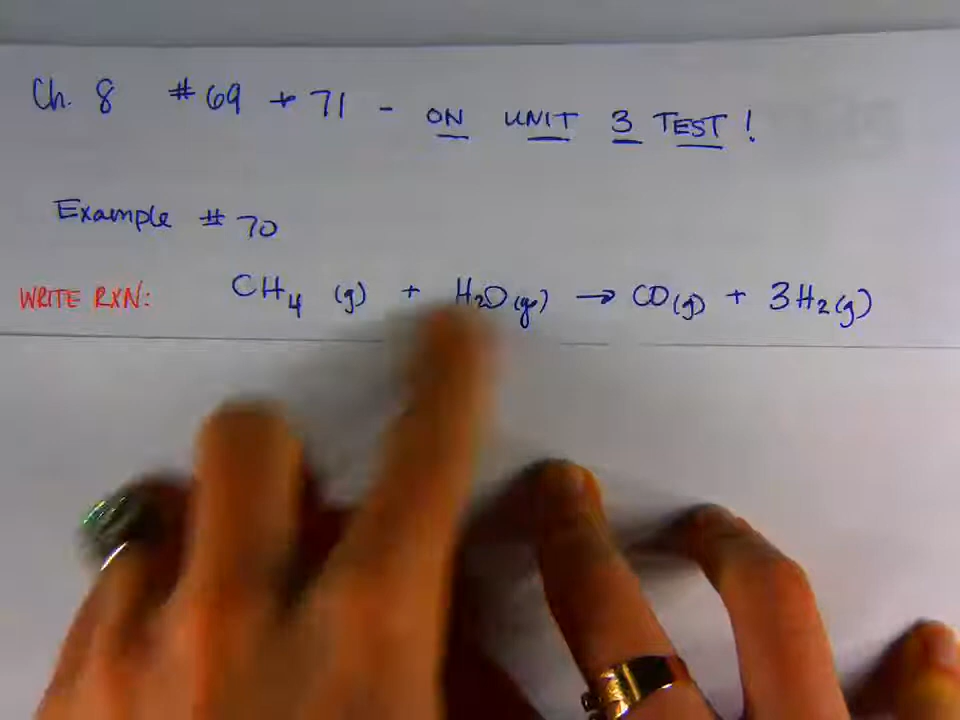 Ch. 8 #69 + 71 - ON UNIT 3 TEST!
Example #70
WRITE RXN: CH4 (g) + H2O(g) → CO(g) + 3H2(g)